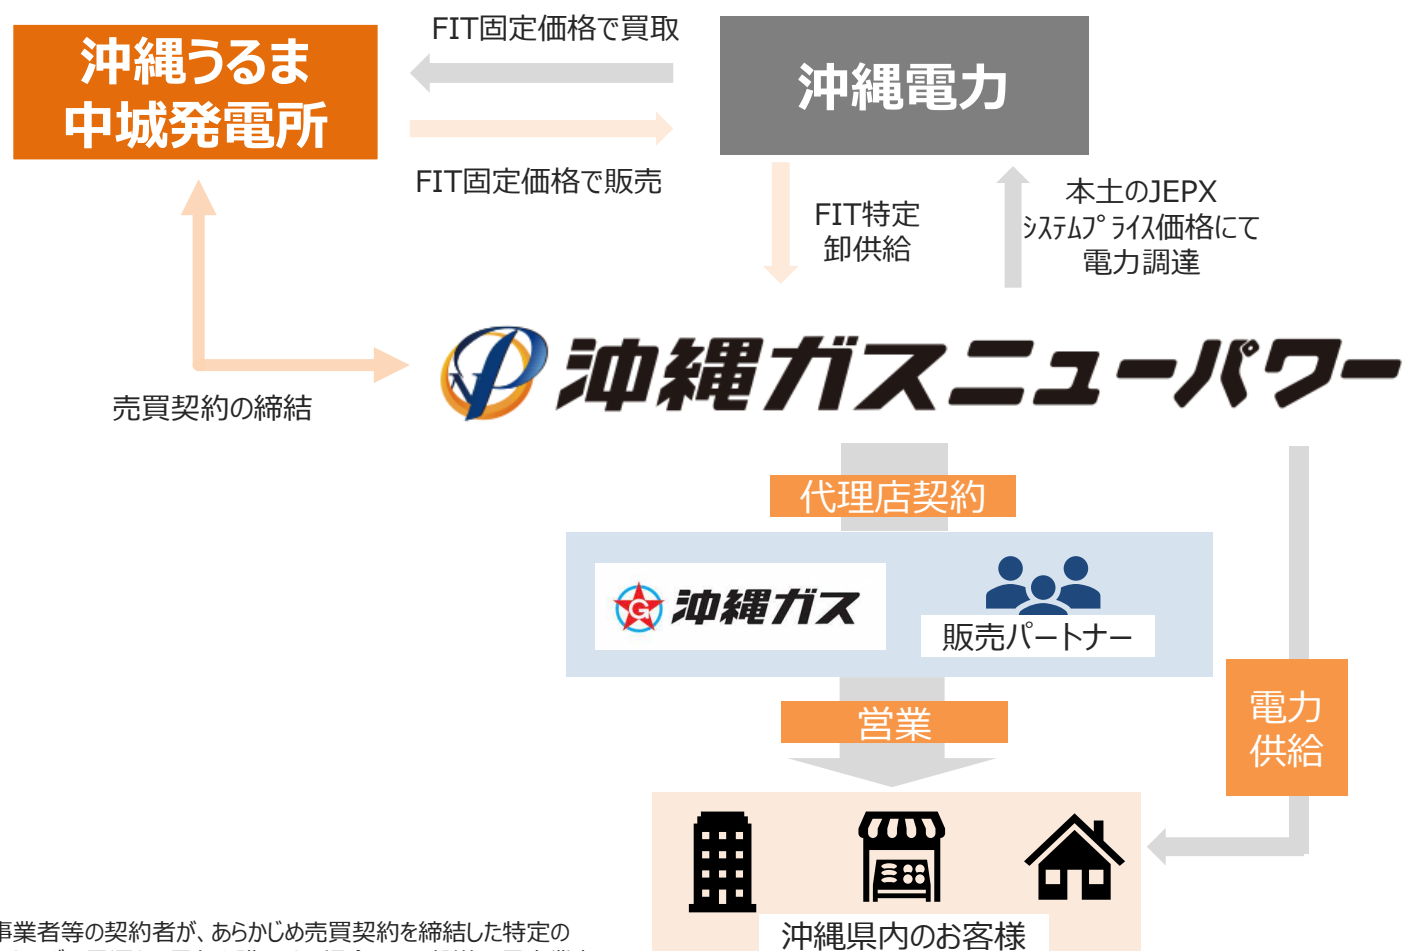 沖縄うるま
中城発電所
FIT固定価格で買取
沖縄電力
FIT固定価格で販売
FIT特定
卸供給
本土のJEPX
ｼｽﾃﾑﾌﾟﾗｲｽ価格にて
電力調達
沖縄ガスニューパワー
売買契約の締結
代理店契約
G 沖縄ガス
販売パートナー
営業
電力
供給
沖縄県内のお客様
事業者等の契約者が、あらかじめ売買契約を締結した特定の